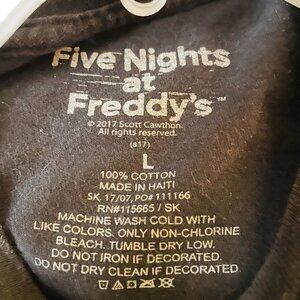 Five Nights
at
Freddy's™
© 2017 Scott Cawthon.
All rights reserved.
(s17)
L
100% COTTON
MADE IN HAITI
SK, 17/07, PO# 111166
RN#115665 / SK
MACHINE WASH COLD WITH
LIKE COLORS. ONLY NON-CHLORINE
BLEACH. TUMBLE DRY LOW.
DO NOT IRON IF DECORATED.
DO NOT DRY CLEAN IF DECORATED.